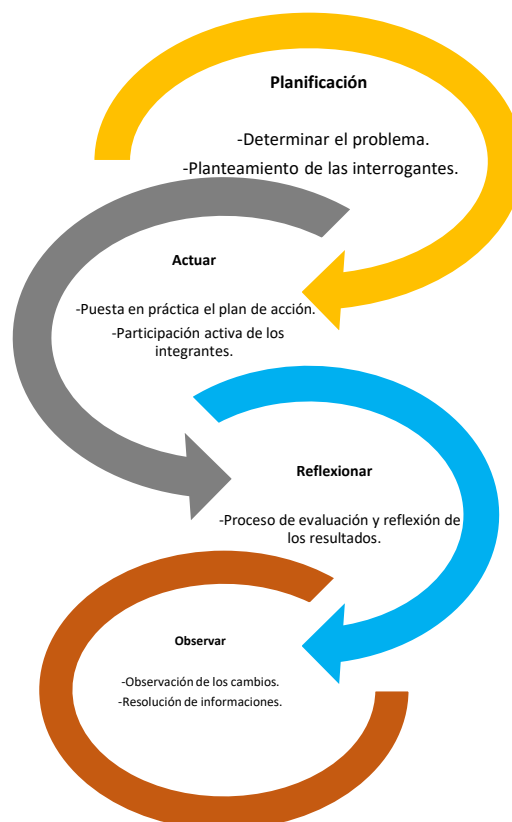 Planificación
-Determinar el problema.
-Planteamiento de las interrogantes.
Actuar
-Puesta en práctica el plan de acción.
-Participación activa de los
integrantes.
Reflexionar
-Proceso de evaluación y reflexión de
los resultados.
Observar
-Observación de los cambios.
-Resolución de informaciones.